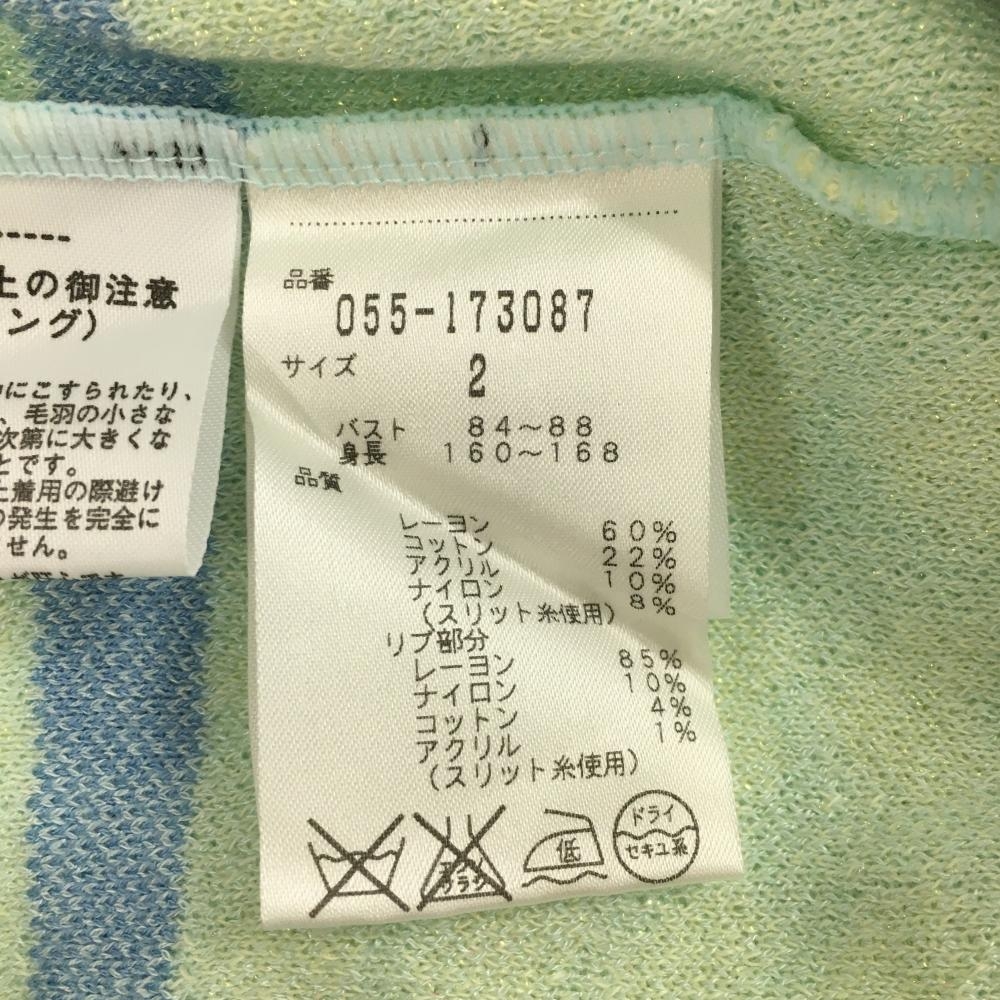 土の御注意
ング)
にこすられたり、
、毛羽の小さな
次第に大きくな
とです。
着用の際避け
の発生を完全に
せん。
品番
055-173087
サイズ
2
バスト 84～88
身長 160～168
品質
レーヨン 60%
コットン 22%
アクリル 10%
ナイロン 8%
(スリット糸使用)
リブ部分
レーヨン 85%
ナイロン 10%
コットン 4%
アクリル 1%
(スリット糸使用)
エンソ
サラシ
低
ドライ
セキユ系